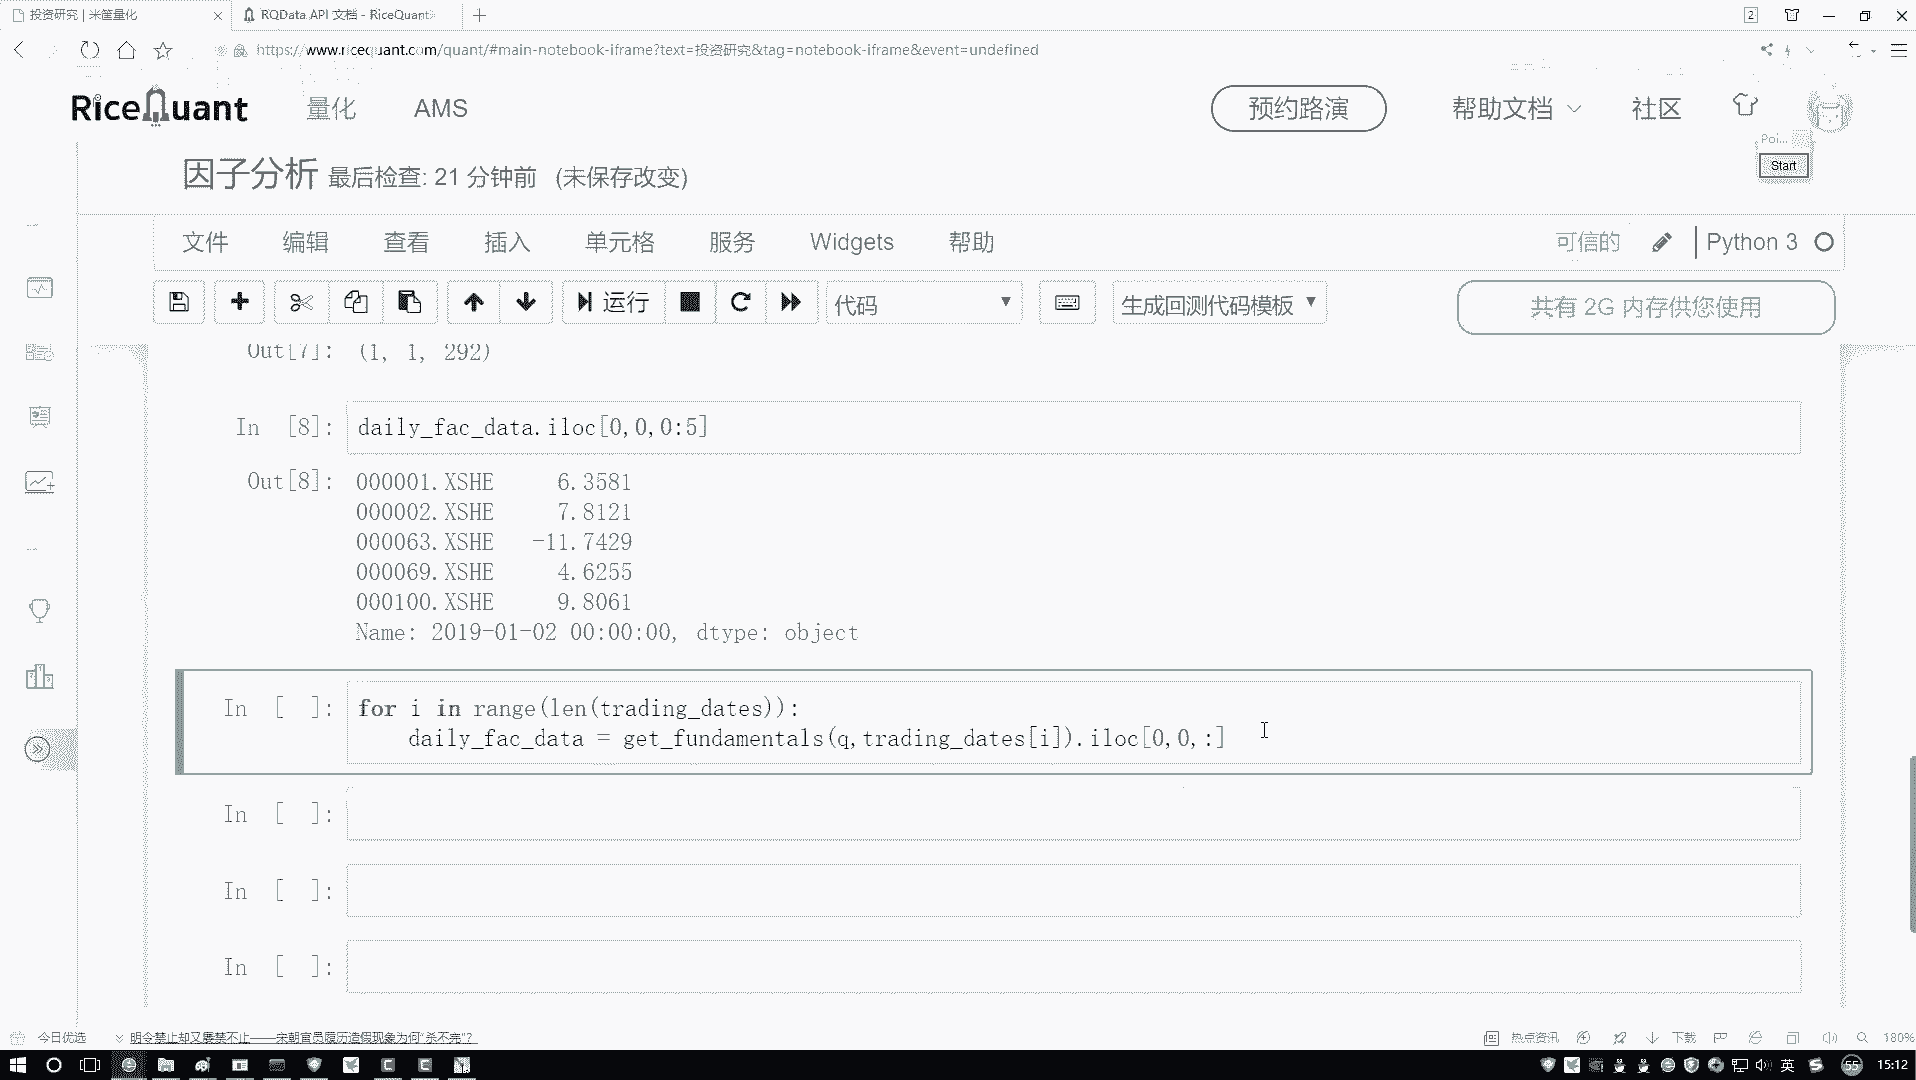 投资研究 | 米筐量化
RQData API 文档 - RiceQuant
2
https://www.ricequant.com/quant/#main-notebook-iframe?text=投资研究&tag=notebook-iframe&event=undefined
RiceQuant
量化
AMS
预约路演
帮助文档
社区
Poi...
Start
因子分析 最后检查: 21 分钟前 (未保存改变)
文件 编辑 查看 插入 单元格 服务 Widgets 帮助
可信的
Python 3
运行
代码
生成回测代码模板
共有 2G 内存供您使用
Out[7]: (1, 1, 292)
In [8]: daily_fac_data.iloc[0,0,0:5]
Out[8]: 000001.XSHE 6.3581
000002.XSHE 7.8121
000063.XSHE -11.7429
000069.XSHE 4.6255
000100.XSHE 9.8061
Name: 2019-01-02 00:00:00, dtype: object
In [ ]: for i in range(len(trading_dates)):
daily_fac_data = get_fundamentals(q,trading_dates[i]).iloc[0,0,:]
In [ ]:
In [ ]:
In [ ]:
今日优选
明令禁止却又屡禁不止——宋朝官员履历造假现象为何“杀不完”?
热点资讯
下载
180%
英
55
15:12